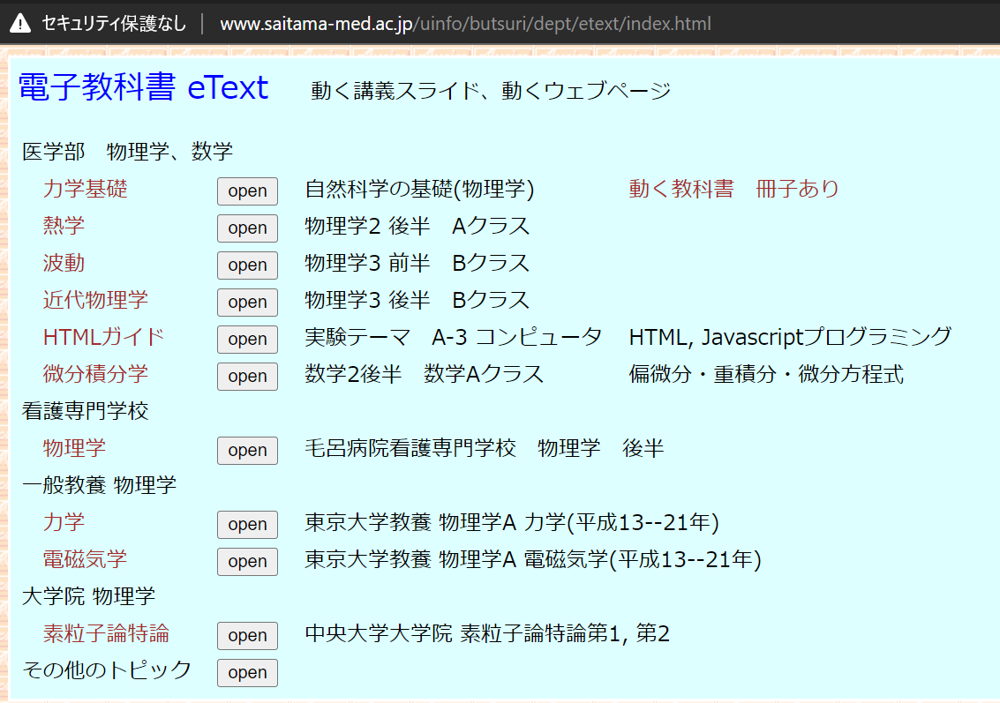 セキュリティ保護なし | www.saitama-med.ac.jp/uinfo/butsuri/dept/etext/index.html
電子教科書 eText 動く講義スライド、動くウェブページ
医学部 物理学、数学
力学基礎 open 自然科学の基礎(物理学) 動く教科書 冊子あり
熱学 open 物理学2 後半 Aクラス
波動 open 物理学3 前半 Bクラス
近代物理学 open 物理学3 後半 Bクラス
HTMLガイド open 実験テーマ A-3 コンピュータ HTML, Javascriptプログラミング
微分積分学 open 数学2後半 数学Aクラス 偏微分・重積分・微分方程式
看護専門学校
物理学 open 毛呂病院看護専門学校 物理学 後半
一般教養 物理学
力学 open 東京大学教養 物理学A 力学(平成13--21年)
電磁気学 open 東京大学教養 物理学A 電磁気学(平成13--21年)
大学院 物理学
素粒子論特論 open 中央大学大学院 素粒子論特論第1, 第2
その他のトピック open